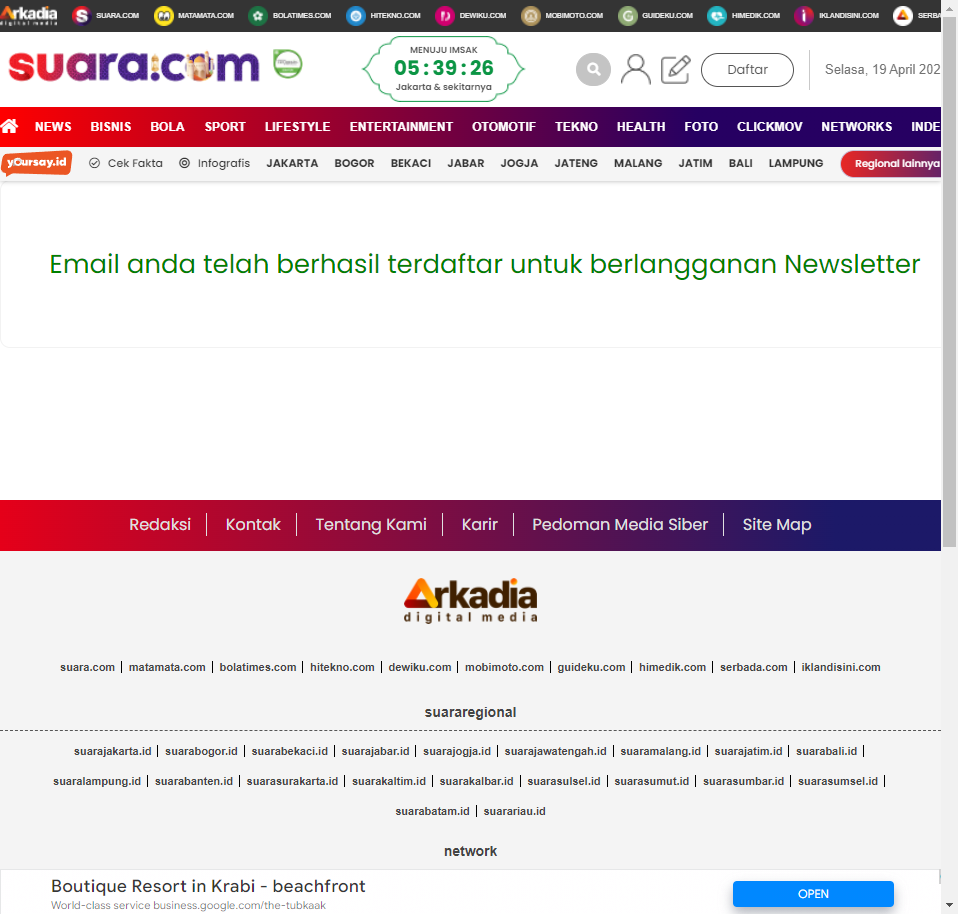 Arkadia digital media SUARA.COM MATAMATA.COM BOLATIMES.COM HITEKNO.COM DEWIKU.COM MOBIMOTO.COM GUIDEKU.COM HIMEDIK.COM IKLANDISINI.COM SERBA
suara.com
MENUJU IMSAK
05:39:26
Jakarta & sekitarnya
Daftar
Selasa, 19 April 202
NEWS BISNIS BOLA SPORT LIFESTYLE ENTERTAINMENT OTOMOTIF TEKNO HEALTH FOTO CLICKMOV NETWORKS INDE
yOursay.id Cek Fakta Infografis JAKARTA BOGOR BEKACI JABAR JOGJA JATENG MALANG JATIM BALI LAMPUNG Regional lainnya
Email anda telah berhasil terdaftar untuk berlangganan Newsletter
Redaksi Kontak Tentang Kami Karir Pedoman Media Siber Site Map
Arkadia
digital media
suara.com matamata.com bolatimes.com hitekno.com dewiku.com mobimoto.com guideku.com himedik.com serbada.com iklandisini.com
suararegional
suarajakarta.id suarabogor.id suarabekaci.id suarajabar.id suarajogja.id suarajawatengah.id suaramalang.id suarajatim.id suarabali.id
suaralampung.id suarabanten.id suarasurakarta.id suarakaltim.id suarakalbar.id suarasulsel.id suarasumut.id suarasumbar.id suarasumsel.id
suarabatam.id suarariau.id
network
Boutique Resort in Krabi - beachfront
World-class service business.google.com/the-tubkaak
OPEN